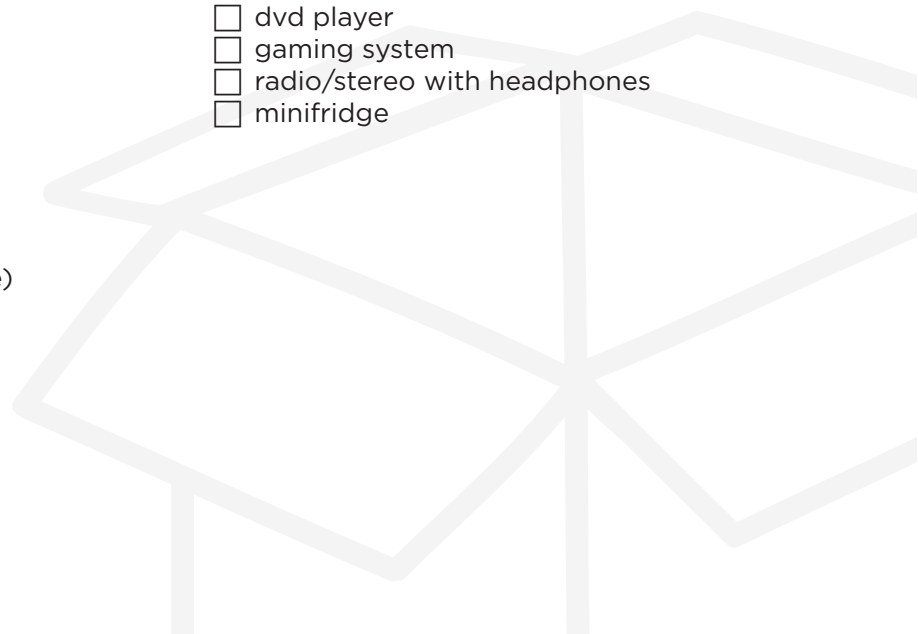 ☐ dvd player
☐ gaming system
☐ radio/stereo with headphones
☐ minifridge